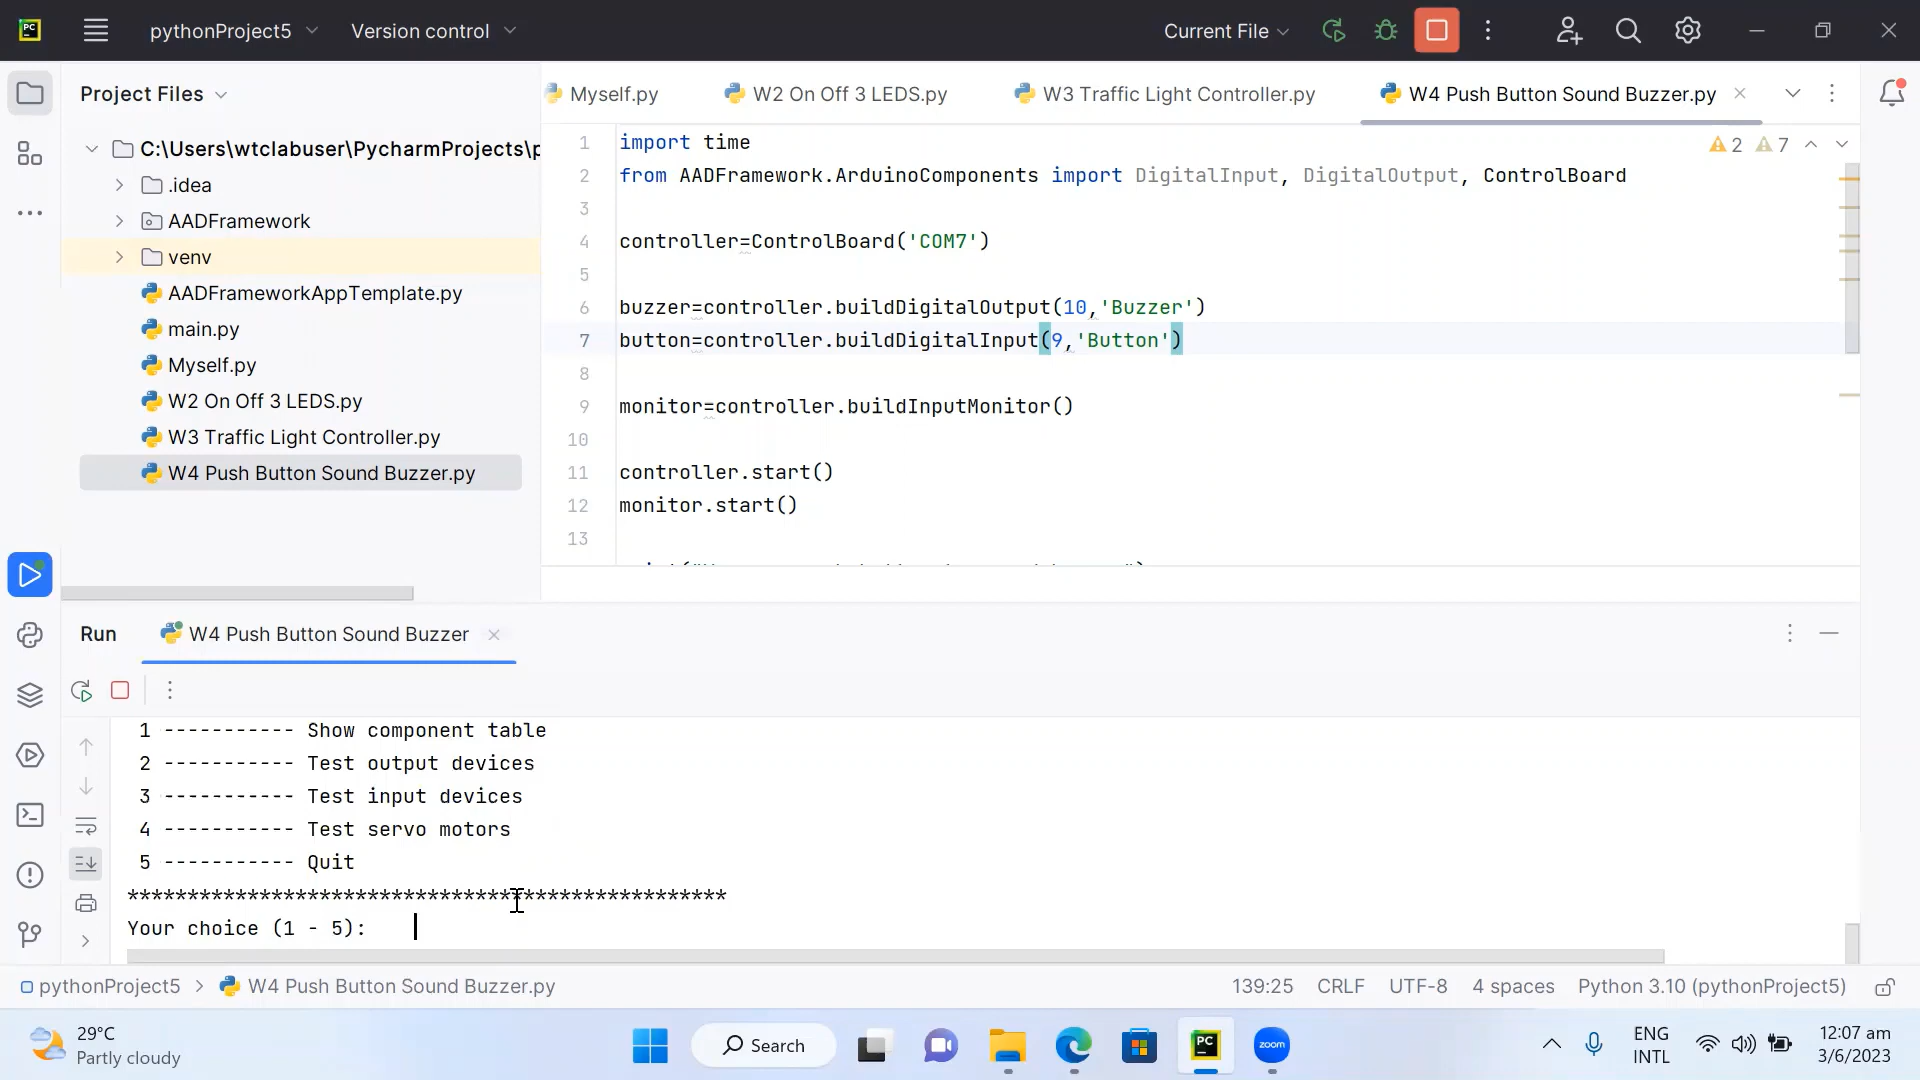 PC
pythonProject5
Version control
Current File
Project Files
Myself.py
W2 On Off 3 LEDS.py
W3 Traffic Light Controller.py
W4 Push Button Sound Buzzer.py
C:\Users\wtclabuser\PycharmProjects\p
.idea
AADFramework
venv
AADFrameworkAppTemplate.py
main.py
Myself.py
W2 On Off 3 LEDS.py
W3 Traffic Light Controller.py
W4 Push Button Sound Buzzer.py
2 7
1 import time
2 from AADFramework.ArduinoComponents import DigitalInput, DigitalOutput, ControlBoard
3
4 controller=ControlBoard('COM7')
5
6 buzzer=controller.buildDigitalOutput(10,'Buzzer')
7 button=controller.buildDigitalInput(9,'Button')
8
9 monitor=controller.buildInputMonitor()
10
11 controller.start()
12 monitor.start()
13
Run
W4 Push Button Sound Buzzer
1 ----------- Show component table
2 ----------- Test output devices
3 ----------- Test input devices
4 ----------- Test servo motors
5 ----------- Quit
**************************************************
Your choice (1 - 5):
pythonProject5 > W4 Push Button Sound Buzzer.py
139:25 CRLF UTF-8 4 spaces Python 3.10 (pythonProject5)
29°C
Partly cloudy
Search
PC
zoom
ENG
INTL
12:07 am
3/6/2023